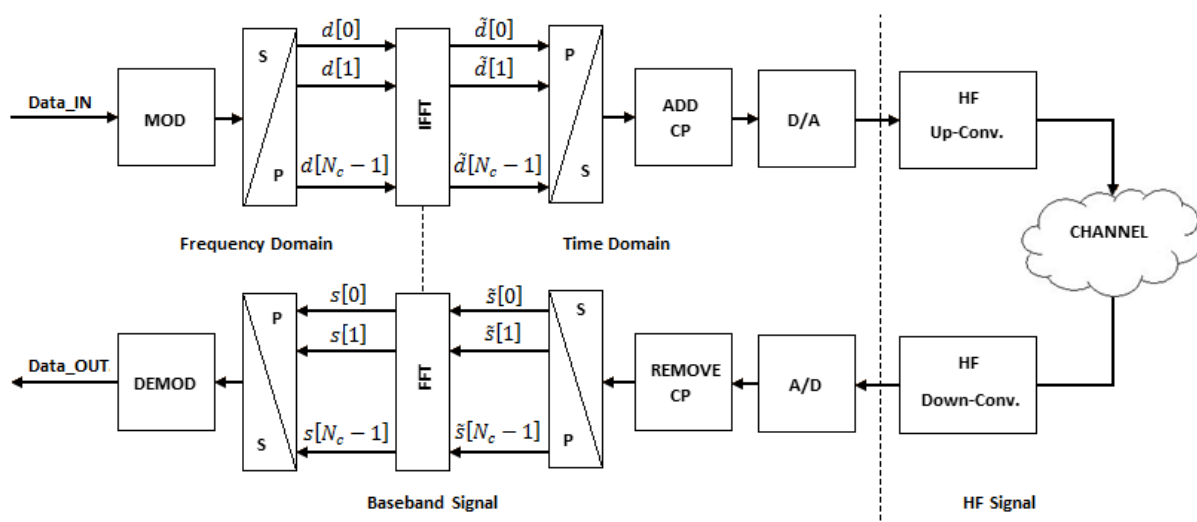 d[0]
d̃[0]
S
P
HF
d[1]
d̃[1]
Data_IN
MOD
IFFT
ADD
CP
D/A
Up-Conv.
P
d[N_c − 1]
d̃[N_c − 1]
S
CHANNEL
Frequency Domain
Time Domain
s[0]
s̃[0]
P
S
s[1]
s̃[1]
Data_OUT
DEMOD
FFT
REMOVE
CP
A/D
HF
Down-Conv.
S
s[N_c − 1]
s̃[N_c − 1]
P
Baseband Signal
HF Signal